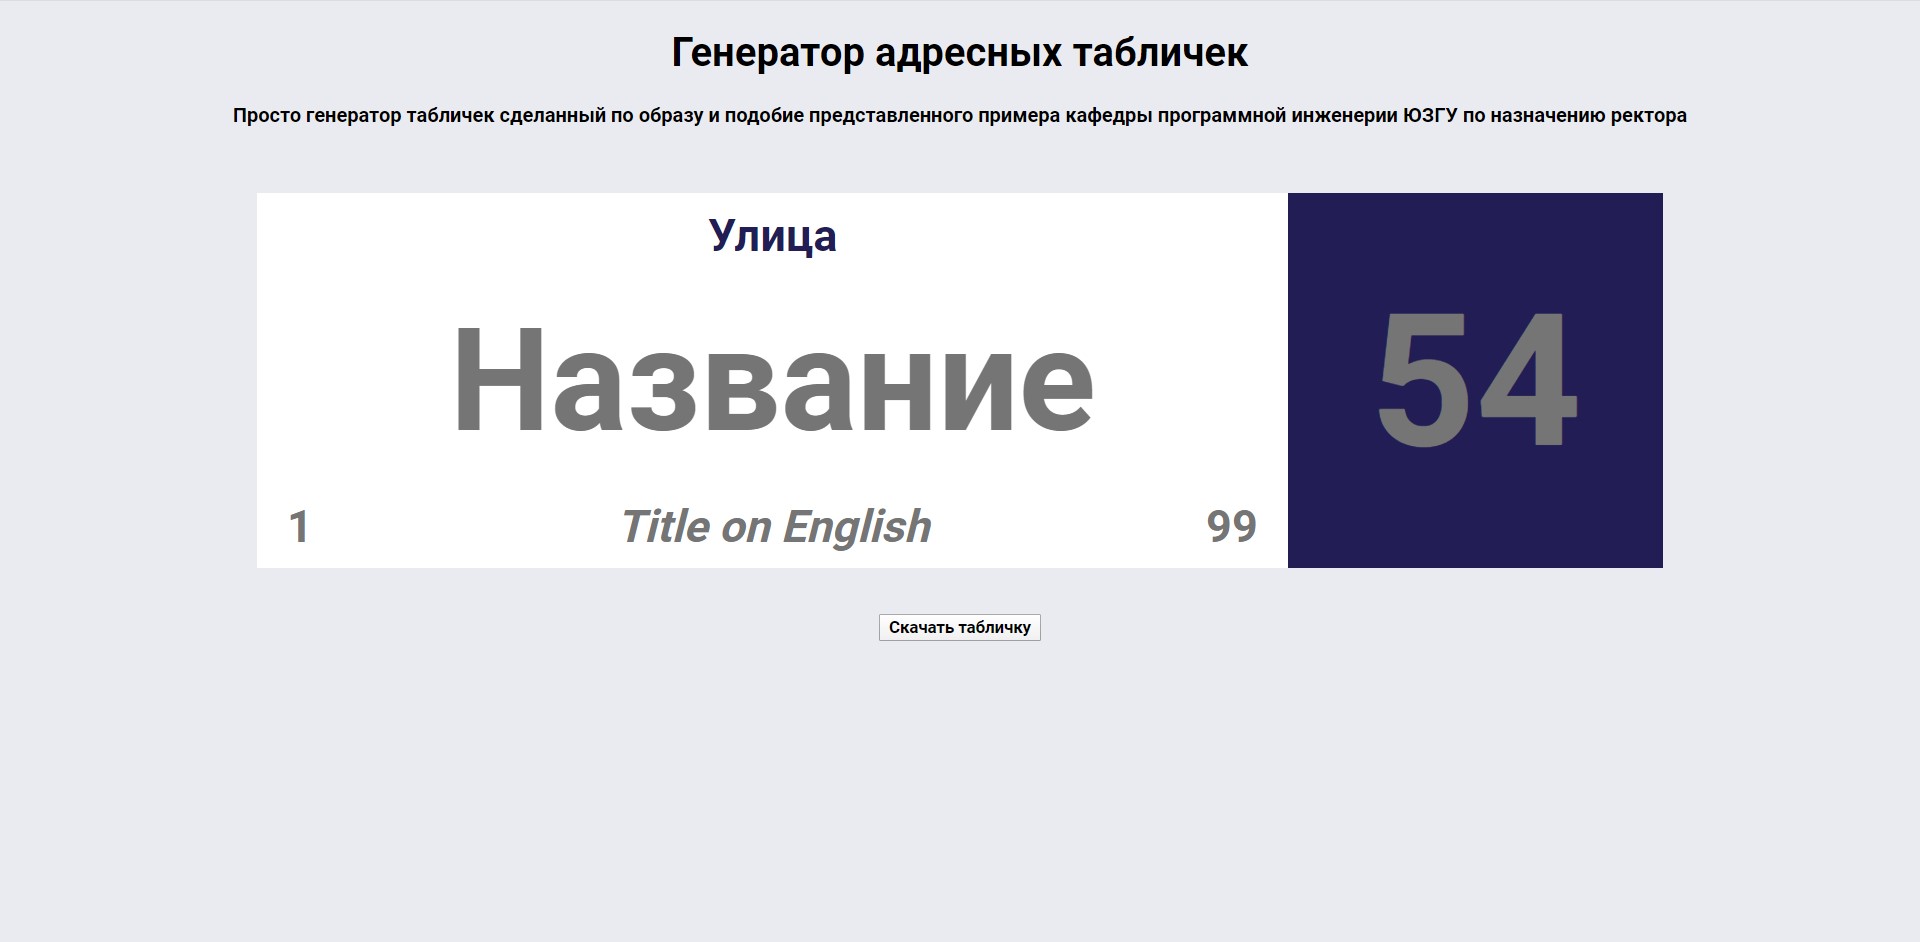 Генератор адресных табличек
Просто генератор табличек сделанный по образу и подобие представленного примера кафедры программной инженерии ЮЗГУ по назначению ректора
Улица
Название
54
1 Title on English 99
Скачать табличку